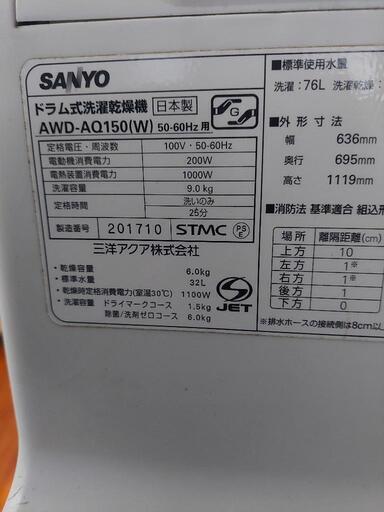 SANYO
ドラム式洗濯乾燥機 日本製
AWD-AQ150(W) 50-60Hz用
G
定格電圧・周波数 100V・50-60Hz
電動機消費電力 200W
電熱装置消費電力 1000W
洗濯容量 9.0kg
定格時間 洗いのみ 25分
製造番号 201710 STMC PSE
三洋アクア株式会社
・乾燥容量 6.0kg
・標準水量 32L
・乾燥時定格消費電力(室温30℃) 1100W
・洗濯容量 ドライマークコース 1.5kg
除菌/洗剤ゼロコース 6.0kg
JET
■標準使用水量
洗濯:76L 洗濯乾燥:
■外形寸法
幅 636mm
奥行 695mm
高さ 1119mm
■消防法 基準適合 組込形
場所 離隔距離(cm)
上方 10
左方 1※
右方 1※
後方 1
下方 0
※排水ホースの接続側は8cm以